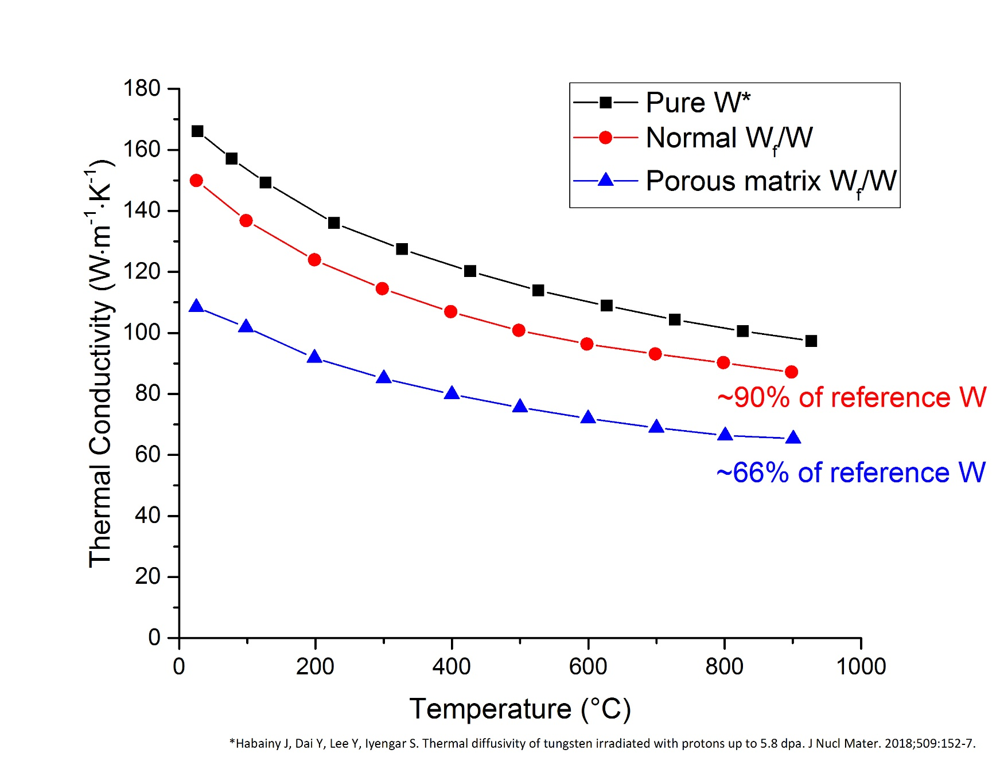 Pure W*
Normal Wf/W
Porous matrix Wf/W
Thermal Conductivity (W·m-1·K-1)
180
160
140
120
100
80
60
40
20
0
~90% of reference W
~66% of reference W
0 200 400 600 800 1000
Temperature (°C)
*Habainy J, Dai Y, Lee Y, Iyengar S. Thermal diffusivity of tungsten irradiated with protons up to 5.8 dpa. J Nucl Mater. 2018;509:152-7.